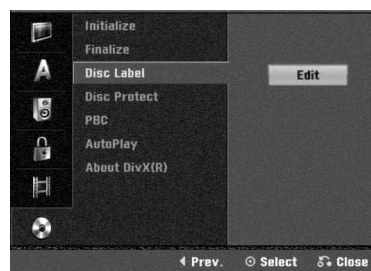 Initialize
Finalize
Disc Label
Edit
Disc Protect
PBC
AutoPlay
About DivX(R)
Prev.
Select
Close